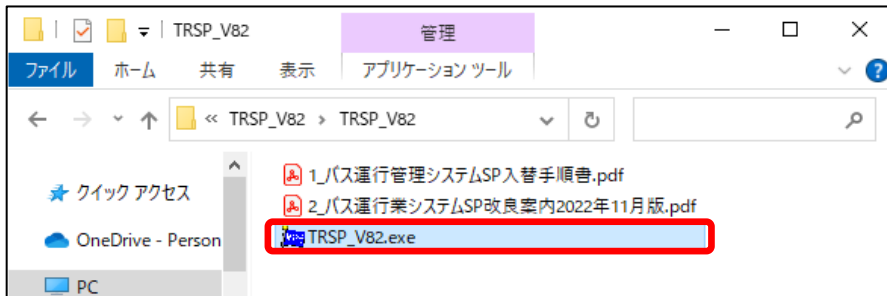 TRSP_V82
管理
ファイル ホーム 共有 表示 アプリケーション ツール
« TRSP_V82 › TRSP_V82
クイック アクセス
OneDrive - Person
PC
1_バス運行管理システムSP入替手順書.pdf
2_バス運行業システムSP改良案内2022年11月版.pdf
TRSP_V82.exe